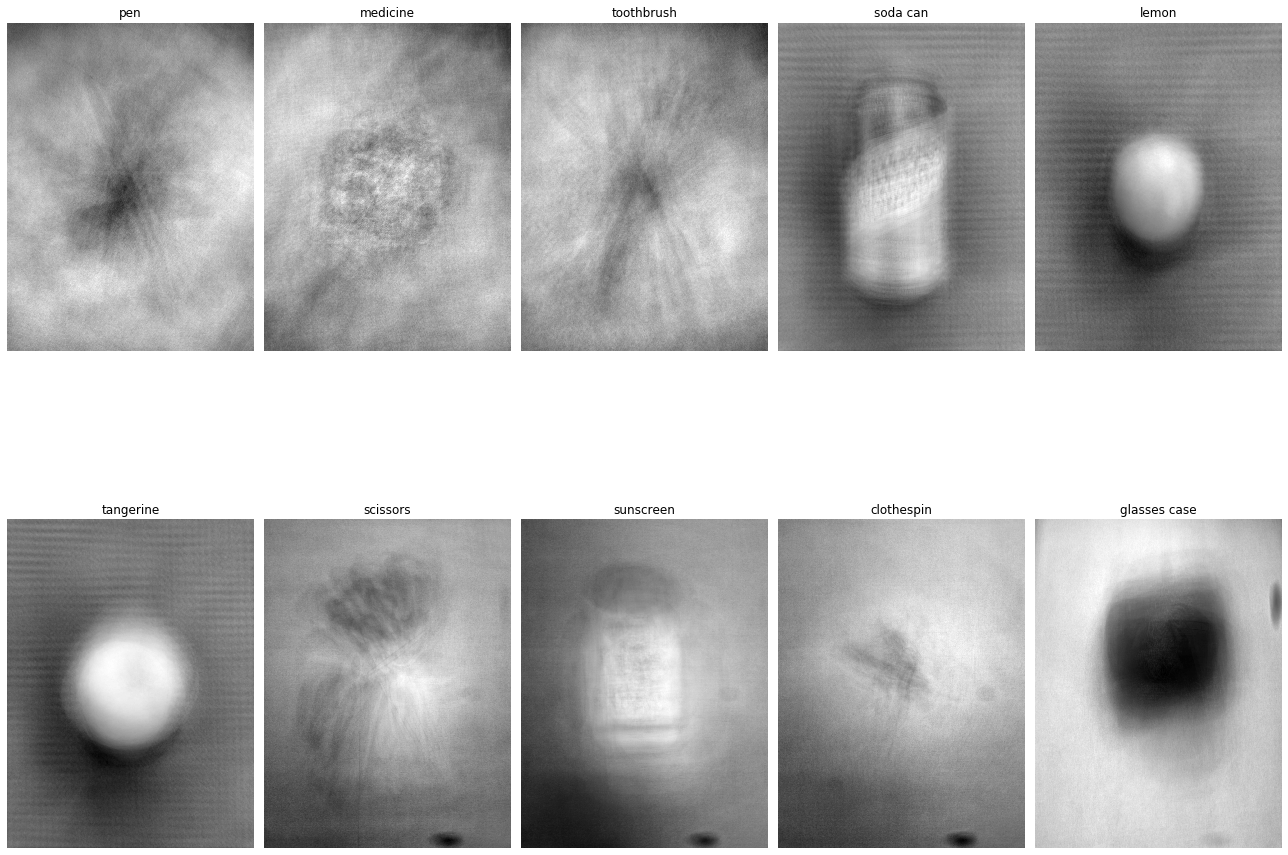 pen
medicine
toothbrush
soda can
lemon
tangerine
scissors
sunscreen
clothespin
glasses case